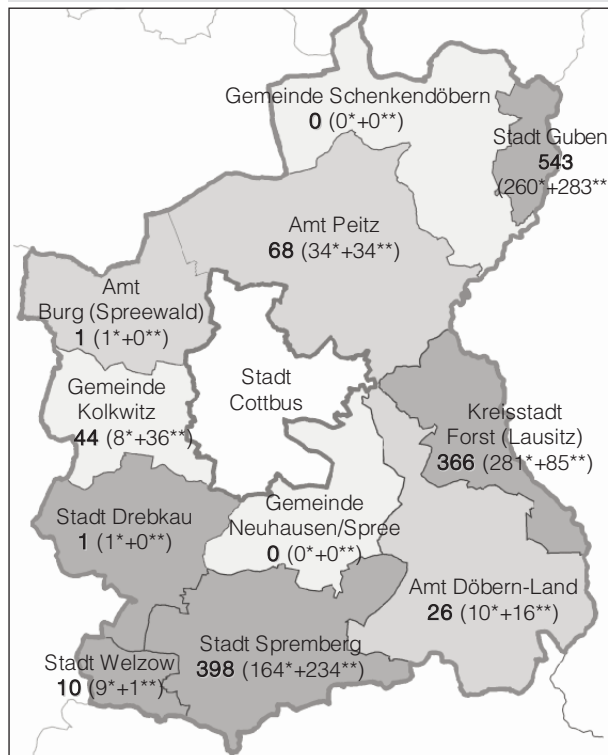 Gemeinde Schenkendöbern
0 (0*+0**)
Stadt Guben
543
(260*+283**
Amt Peitz
68 (34*+34**)
Amt
Burg (Spreewald)
1 (1*+0**)
Stadt
Cottbus
Gemeinde
Kolkwitz
44 (8*+36**)
Kreisstadt
Forst (Lausitz)
366 (281*+85**)
Stadt Drebkau
1 (1*+0**)
Gemeinde
Neuhausen/Spree
0 (0*+0**)
Amt Döbern-Land
26 (10*+16**)
Stadt Spremberg
398 (164*+234**)
Stadt Welzow
10 (9*+1**)